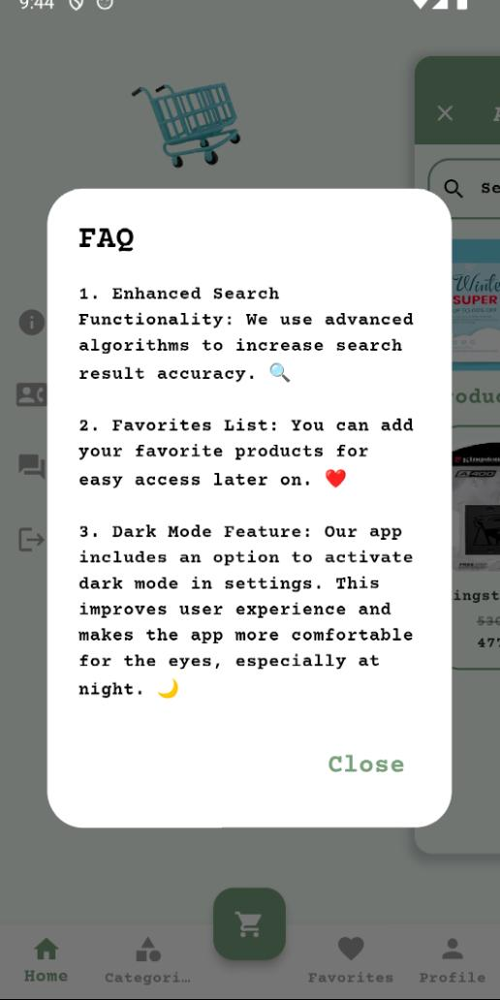 9:44
Se
Winte
SUPER
FAQ
1. Enhanced Search
Functionality: We use advanced
algorithms to increase search
result accuracy. 🔍
2. Favorites List: You can add
your favorite products for
easy access later on. ❤️
3. Dark Mode Feature: Our app
includes an option to activate
dark mode in settings. This
improves user experience and
makes the app more comfortable
for the eyes, especially at
night. 🌙
Close
oduc
Kingston
A400
ingst
530
477
Home
Categori…
Favorites
Profile